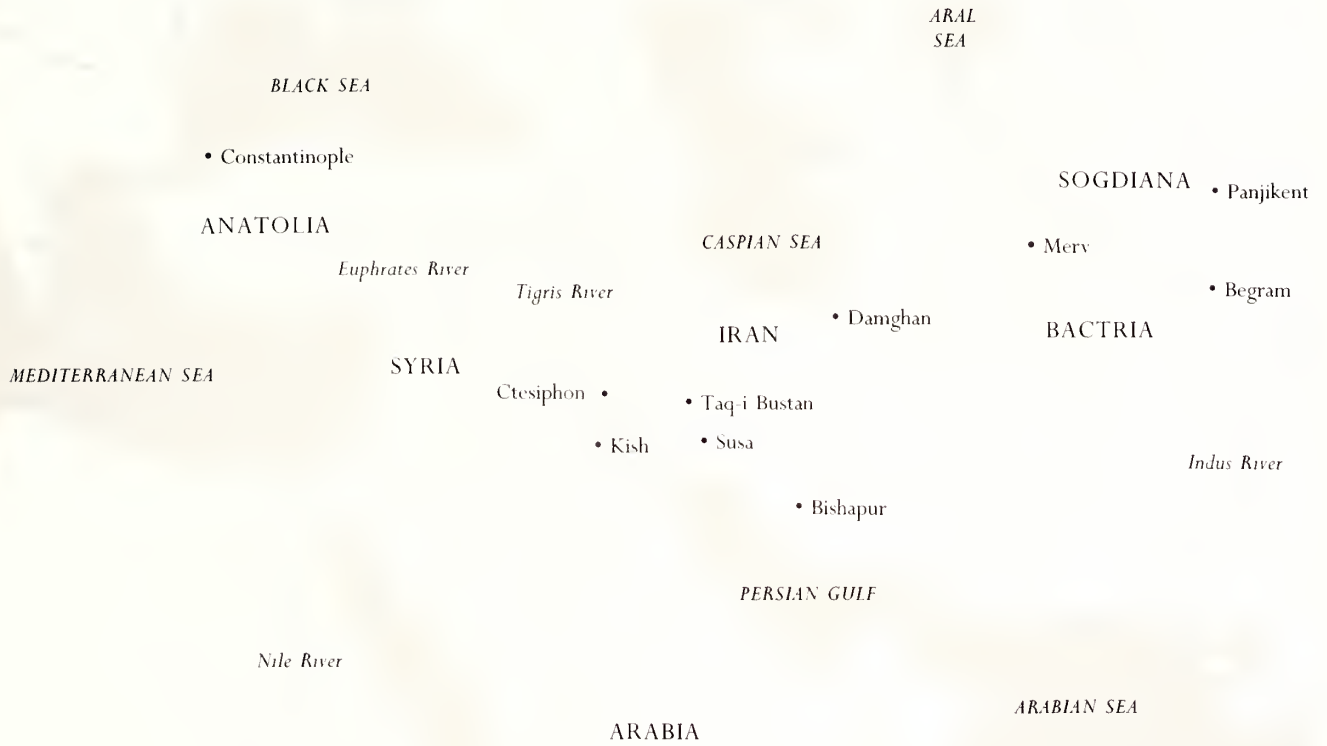 ARAL
SEA
BLACK SEA
• Constantinople
SOGDIANA
• Panjikent
ANATOLIA
CASPIAN SEA
• Merv
Euphrates River
Tigris River
• Begram
• Damghan
IRAN
BACTRIA
SYRIA
MEDITERRANEAN SEA
Ctesiphon •
• Taq-i Bustan
• Kish
• Susa
Indus River
• Bishapur
PERSIAN GULF
Nile River
ARABIAN SEA
ARABIA